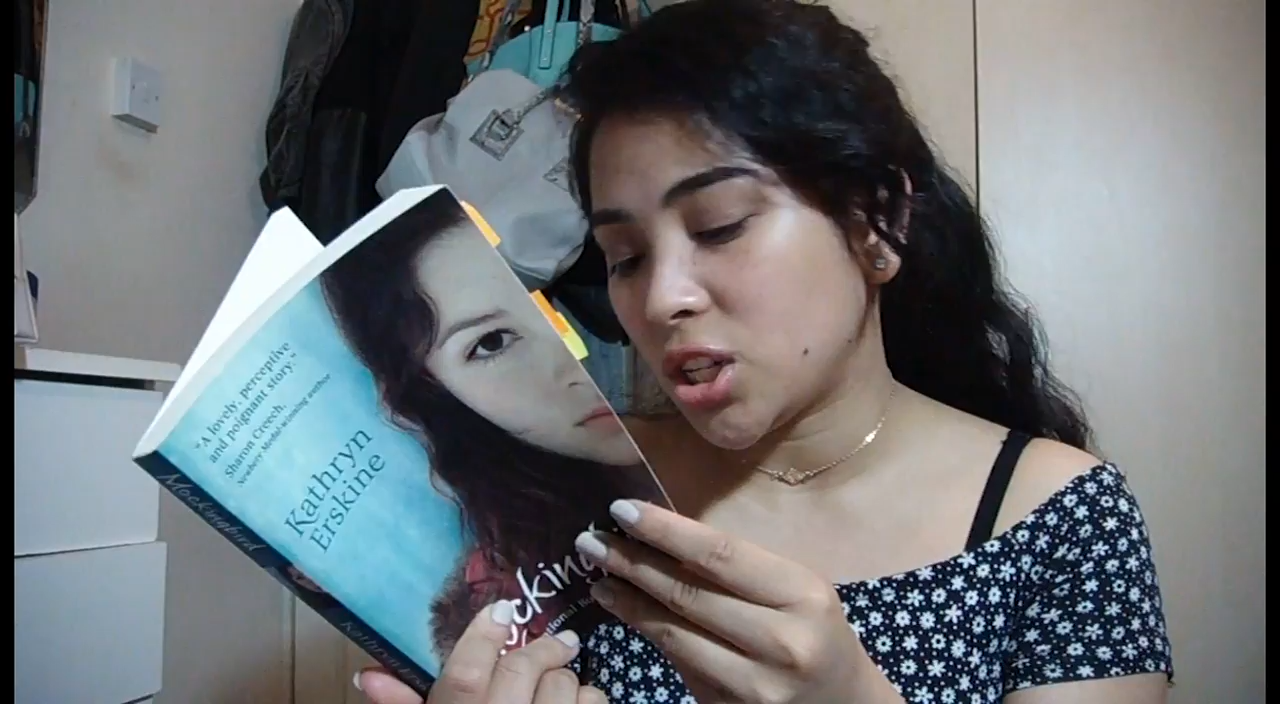 "A lovely, perceptive
and poignant story."
Sharon Creech,
Newbery Medal-winning author
Kathryn
Erskine
Mockingbird